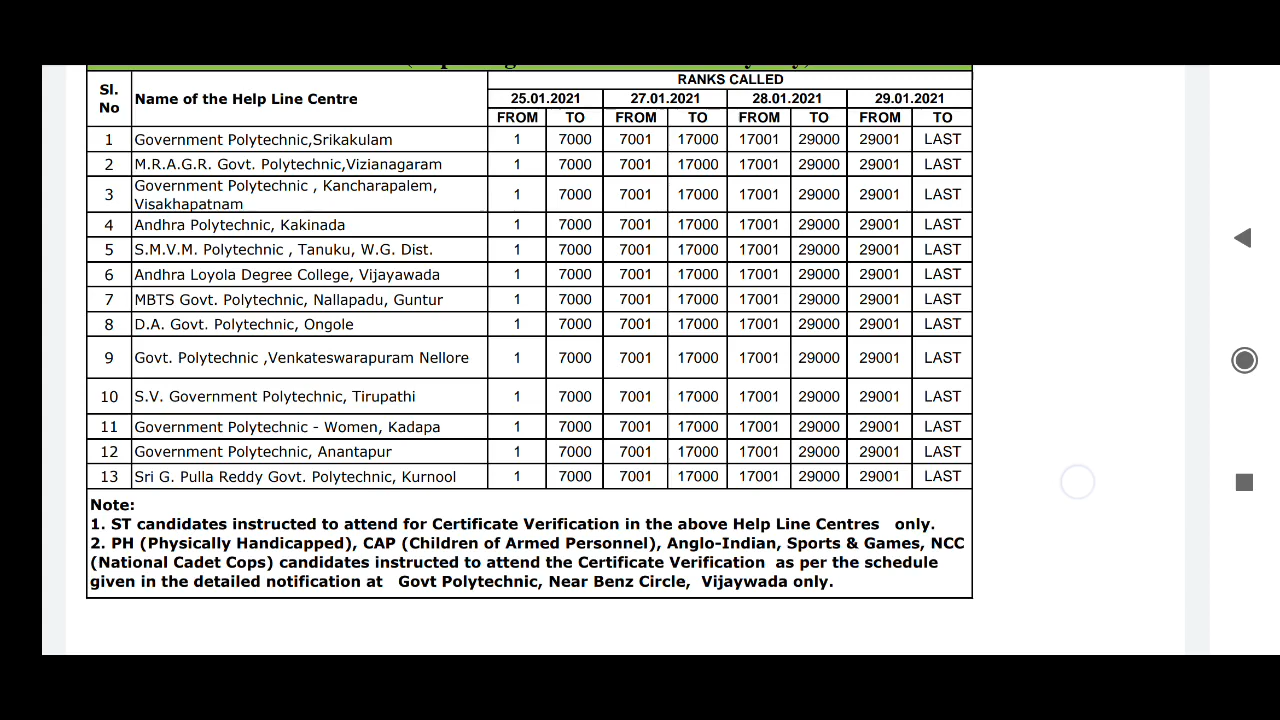 RANKS CALLED
Sl. No Name of the Help Line Centre 25.01.2021 27.01.2021 28.01.2021 29.01.2021
FROM TO FROM TO FROM TO FROM TO
1 Government Polytechnic,Srikakulam 1 7000 7001 17000 17001 29000 29001 LAST
2 M.R.A.G.R. Govt. Polytechnic,Vizianagaram 1 7000 7001 17000 17001 29000 29001 LAST
3 Government Polytechnic , Kancharapalem, Visakhapatnam 1 7000 7001 17000 17001 29000 29001 LAST
4 Andhra Polytechnic, Kakinada 1 7000 7001 17000 17001 29000 29001 LAST
5 S.M.V.M. Polytechnic , Tanuku, W.G. Dist. 1 7000 7001 17000 17001 29000 29001 LAST
6 Andhra Loyola Degree College, Vijayawada 1 7000 7001 17000 17001 29000 29001 LAST
7 MBTS Govt. Polytechnic, Nallapadu, Guntur 1 7000 7001 17000 17001 29000 29001 LAST
8 D.A. Govt. Polytechnic, Ongole 1 7000 7001 17000 17001 29000 29001 LAST
9 Govt. Polytechnic ,Venkateswarapuram Nellore 1 7000 7001 17000 17001 29000 29001 LAST
10 S.V. Government Polytechnic, Tirupathi 1 7000 7001 17000 17001 29000 29001 LAST
11 Government Polytechnic - Women, Kadapa 1 7000 7001 17000 17001 29000 29001 LAST
12 Government Polytechnic, Anantapur 1 7000 7001 17000 17001 29000 29001 LAST
13 Sri G. Pulla Reddy Govt. Polytechnic, Kurnool 1 7000 7001 17000 17001 29000 29001 LAST
Note:
1. ST candidates instructed to attend for Certificate Verification in the above Help Line Centres only.
2. PH (Physically Handicapped), CAP (Children of Armed Personnel), Anglo-Indian, Sports & Games, NCC
(National Cadet Cops) candidates instructed to attend the Certificate Verification as per the schedule
given in the detailed notification at Govt Polytechnic, Near Benz Circle, Vijaywada only.